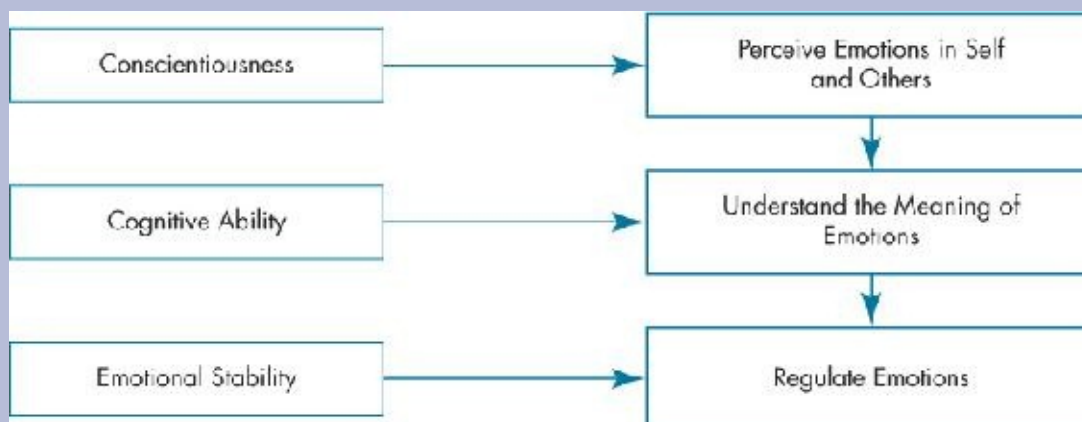 Conscientiousness
Perceive Emotions in Self
and Others
Cognitive Ability
Understand the Meaning of
Emotions
Emotional Stability
Regulate Emotions